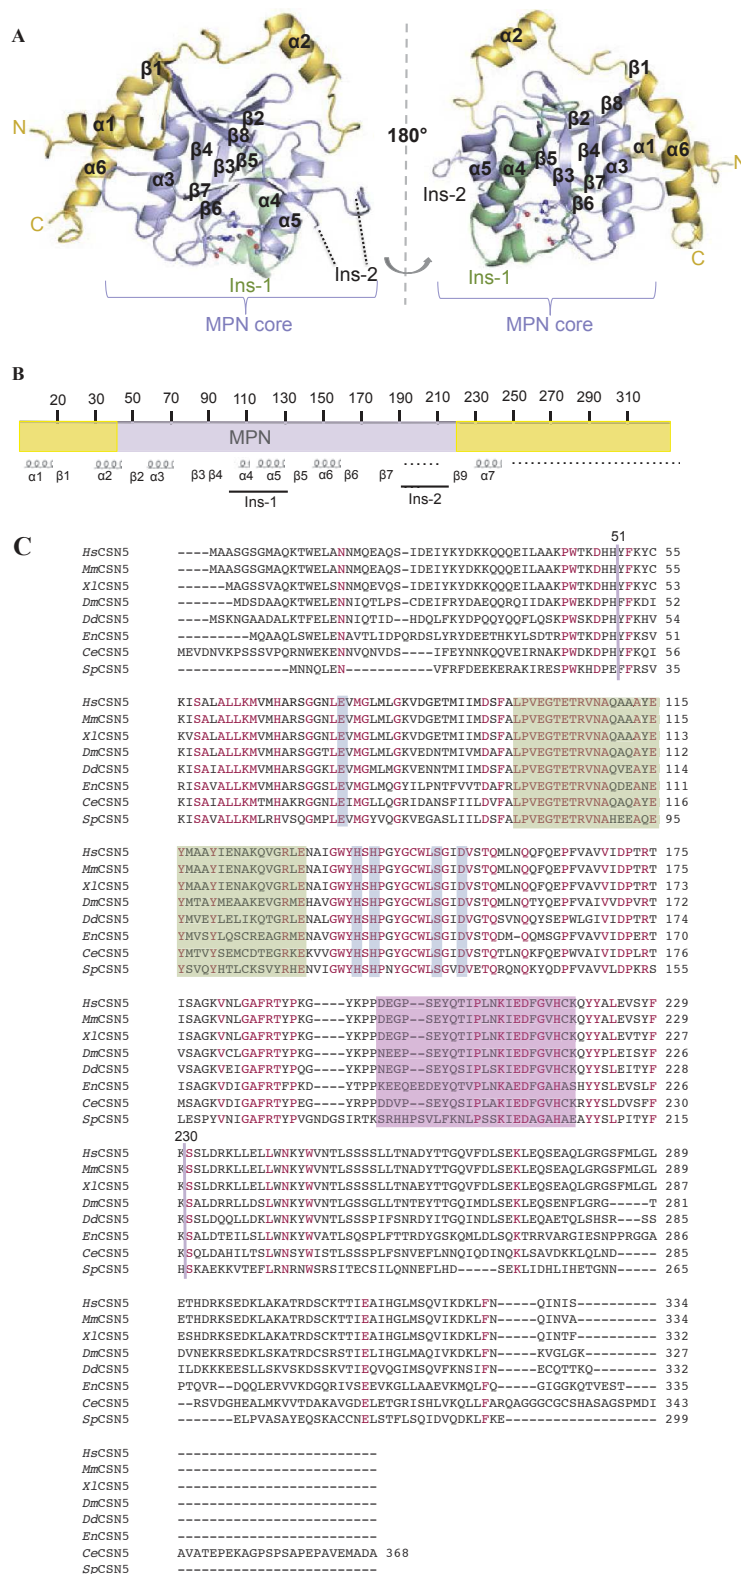 A
α2
β1
β2
β8
N
α1
β4
β3
β5
α6
α3
β7
β6
α4
α5
C
Ins-1
Ins-2
MPN core
180°
α2
β1
β8
β2
α5
α4
β5
β4
α3
α1
α6
N
Ins-2
β3
β7
β6
C
Ins-1
MPN core
B
20 50 70 90 110 130 150 170 190 210 230 250 270 290 310
MPN
α1 β1 α2 β2 α3 β3 β4 α4 α5 β5 α6 β6 β7 β9 α7
Ins-1 Ins-2
C
51
HsCSN5 ----MAASGSGMAQKTWELANNMQEAQS-IDEIYKYDKKQQQEILAAKPWTKDHHYFKYC 55
MmCSN5 ----MAASGSGMAQKTWELANNMQEAQS-IDEIYKYDKKQQQEILAAKPWTKDHHYFKYC 55
XlCSN5 ------MAGSSVAQKTWELSNNMQEVQS-IDEIYKYDKKQQQEILAAKPWTKDHHYFKYC 53
DmCSN5 -------MDSDAAQKTWELENNIQTLPS-CDEIFRYDAEQQRQIIDAKPWEKDPHFFKDI 52
DdCSN5 -----MSKNGAADALKTFELENNIQTID--HDQLFKYDPQQYQQFLQSKPWSKDPHYFKHV 54
EnCSN5 --------MQAAQLSWELENNAVTLIDPQRDSLYRYDEETHKYLSDTRPWTKDPHYFKSV 51
CeCSN5 MEVDNVKPSSSVPQRNWEKENNVQNVDS--IFEYNNKQQVEIRNAKPWDKDPHYFKQI 56
SpCSN5 ------------MNNQLEN---------VFRFDEEKERAKIRESPWKHDPEFFRSV 35
HsCSN5 KISALALLKMVMHARSGGNLEVMGLMLGKVDGETMIIMDSFALPVEGTETRVNAQAAAYE 115
MmCSN5 KISALALLKMVMHARSGGNLEVMGLMLGKVDGETMIIMDSFALPVEGTETRVNAQAAAYE 115
XlCSN5 KVSALALLKMVMHARSGGNLEVMGLMLGKVDGETMIIMDSFALPVEGTETRVNAQAAAYE 113
DmCSN5 KISAIALLKMVMHARSGGTLEVMGLMLGKVEDNTMIVMDAFALPVEGTETRVNAQAQAYE 112
DdCSN5 KISAIALLKMVMHARSGGKLEVMGMLMGKVENNTMIIMDSFALPVEGTETRVNAQVEAYE 114
EnCSN5 RISAVALLKMVMHARSGGSLEVMGLMQGYILPNTFVVTDAFRLPVEGTETRVNAQDEANE 111
CeCSN5 KISAIALLKMTMHAKRGGNLEIMGLLQGRIDANSFIILDVFALPVEGTETRVNAQAQAYE 116
SpCSN5 KISAVALLKMLRHVSQGMPLEVMGYVQGKVEGASLIILDSFALPVEGTETRVNAHEEAQE 95
HsCSN5 YMAAYIENAKQVGRLENAIGWYHSHPGYGCWLSGIDVSTQMLNQQFQEPFVAVVIDPTRT 175
MmCSN5 YMAAYIENAKQVGRLENAIGWYHSHPGYGCWLSGIDVSTQMLNQQFQEPFVAVVIDPTRT 175
XlCSN5 YMAAYIENAKQVGRLENAIGWYHSHPGYGCWLSGIDVSTQMLNQQFQEPFVAVVIDPTRT 173
DmCSN5 YMTAYMEAAKEVGRMEHAVGWYHSHPGYGCWLSGIDVSTQMLNQTYQEPFVAIVVDPVRT 172
DdCSN5 YMVEYLELIKQTGRLENALGWYHSHPGYGCWLSGIDVGTQSVNQQYSEPWLGIVIDPTRT 174
EnCSN5 YMVSYLQSCREAGRMENAVGWYHSHPGYGCWLSGIDVSTQDM-QQMSGPFVAVVIDPERT 170
CeCSN5 YMTVYSEMCDTEGRKEKVVGWYHSHPGYGCWLSGIDVSTQTLNQKFQEPWVAIVIDPLRT 176
SpCSN5 YSVQYHTLCKSVYRHENVIGWYHSHPNYGCWLSGVDVETQRQNQKYQDPFVAVVLDPKRS 155
HsCSN5 ISAGKVNLGAFRTYPKG----YKPPDEGP--SEYQTIPLNKIEDFGVHCKQYYALEVSYF 229
MmCSN5 ISAGKVNLGAFRTYPKG----YKPPDEGP--SEYQTIPLNKIEDFGVHCKQYYALEVSYF 229
XlCSN5 ISAGKVNLGAFRTYPKG----YKPPDEGP--SEYQTIPLNKIEDFGVHCKQYYALEVTYF 227
DmCSN5 VSAGKVCLGAFRTYPKG----YKPPNEEP--SEYQTIPLNKIEDFGVHCKQYYPLEISYF 226
DdCSN5 VSAGKVEIGAFRTYPQG----YKPPDEGP--SEYQSIPLSKIEDFGVHCKQYYSLEITYF 228
EnCSN5 ISAGKVDIGAFRTFPKD----YTPPKEEQEEDEYQTVPLNKAEDFGAHASHYYSLEVSLF 226
CeCSN5 MSAGKVDIGAFRTYPEG----YRPPDDVP--SEYQSIPLAKIEDFGVHCKRYYSLDVSFF 230
SpCSN5 LESPYVNIGAFRTYPVGNDGSIRTKSRHHPSVLFKNLPSSKIEDAGAHAEAYYSLPITYF 215
230
HsCSN5 KSSLDRKLLELLWNKYWVNTLSSSSLLTNADYTTGQVFDLSEKLEQSEAQLGRGSFMLGL 289
MmCSN5 KSSLDRKLLELLWNKYWVNTLSSSSLLTNADYTTGQVFDLSEKLEQSEAQLGRGSFMLGL 289
XlCSN5 KSSLDRKLLELLWNKYWVNTLSSSSLLTNAEYTTGQVFDLSEKLEQSEAQLGRGSFMLGL 287
DmCSN5 KSALDRRLLDSLWNKYWVNTLGSSGLLTNTEYTTGQIMDLSEKLEQSENFLGRG-----T 281
DdCSN5 KSSLDQQLLDKLWNKYWVNTLSSSPIFSNRDYITGQINDLSEKLEQAETQLSHSR---SS 285
EnCSN5 KSALDTEILSLLWNKYWVATLSQSPLFTTRDYGSKQMLDLSQKTRRVARGIESNPPRGGA 286
CeCSN5 KSQLDAHILTSLWNSYWISTLSSSPLFSNVEFLNNQIQDINQKLSAVDKKLQLND----- 285
SpCSN5 HSKAEKKVTEFLRNRNWSRSITECSILQNNEFLHD-----SEKLIDHLIHETGNN----- 265
HsCSN5 ETHDRKSEDKLAKATRDSCKTTIEAIHGLMSQVIKDKLFN-----QINIS---- 334
MmCSN5 ETHDRKSEDKLAKATRDSCKTTIEAIHGLMSQVIKDKLFN-----QINVA---- 334
XlCSN5 ESHDRKSEDKLAKATRDSCKTTIEAIHGLMSQVIKDKLFN-----QINTF---- 332
DmCSN5 DVNEKRSEDKLSKATRDCSRSTIELIHGLMAQIVKDKLFN-----KVGLGK--- 327
DdCSN5 ILDKKKEESLLSKVSKDSSKVTIEQVQGIMSQVFKNSIFN-----ECQTTKQ-- 332
EnCSN5 PTQVR--DQQLERVVKDGQRIVSEEVKGLLAAEVKMQLFQ-----GIGGKQTVEST---- 335
CeCSN5 --RSVDGHEALMKVVTDAKAVGDELETGRISHLVKQLLFARQAGGGCGCSHASAGSPMDI 343
SpCSN5 ------ELPVASAYEQSKACCNELSTFLSQIDVQDKLFKE---------- 299
HsCSN5 -------------------------
MmCSN5 -------------------------
XlCSN5 -------------------------
DmCSN5 -------------------------
DdCSN5 -------------------------
EnCSN5 -------------------------
CeCSN5 AVATEPEKAGPSPSAPEPAVEMADA 368
SpCSN5 -------------------------